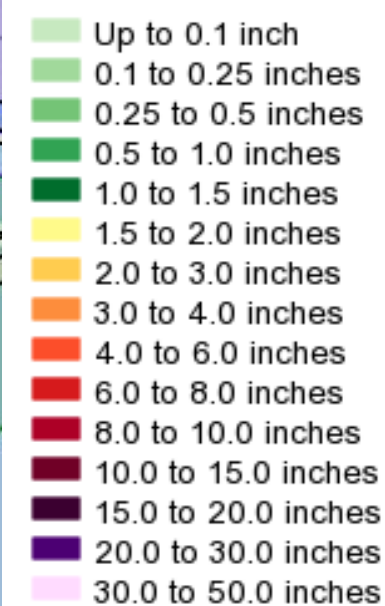 Up to 0.1 inch
0.1 to 0.25 inches
0.25 to 0.5 inches
0.5 to 1.0 inches
1.0 to 1.5 inches
1.5 to 2.0 inches
2.0 to 3.0 inches
3.0 to 4.0 inches
4.0 to 6.0 inches
6.0 to 8.0 inches
8.0 to 10.0 inches
10.0 to 15.0 inches
15.0 to 20.0 inches
20.0 to 30.0 inches
30.0 to 50.0 inches